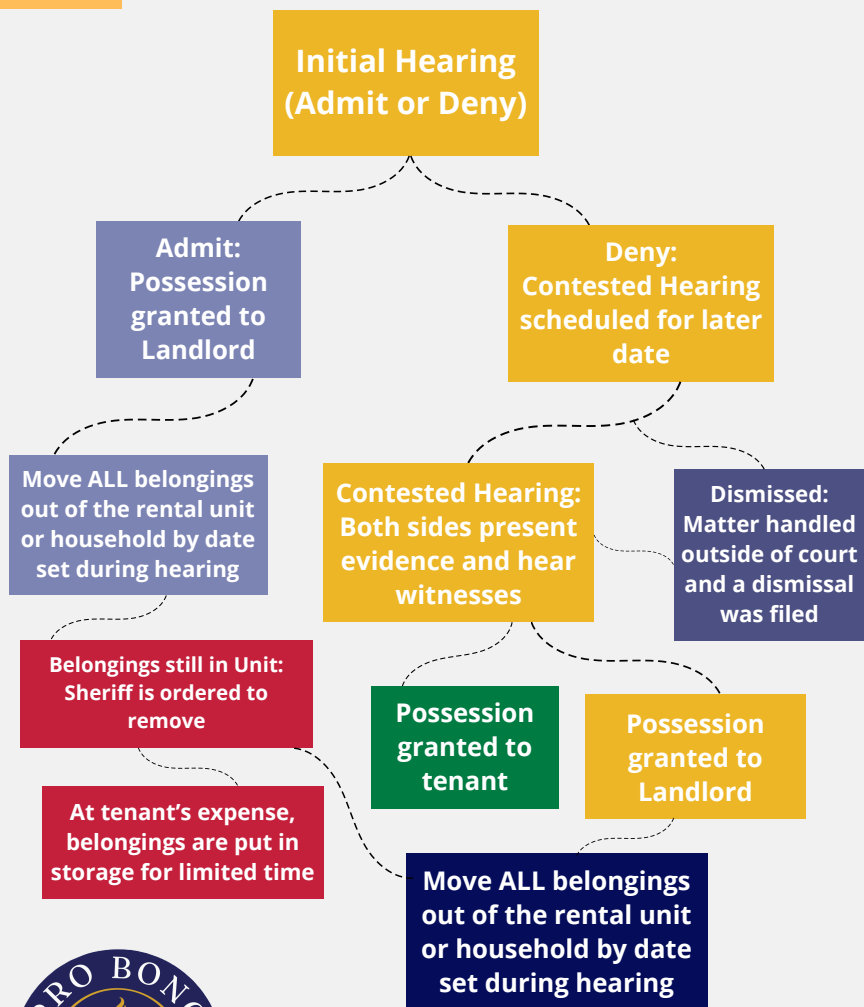 Initial Hearing
(Admit or Deny)
Admit:
Possession
granted to
Landlord
Deny:
Contested Hearing
scheduled for later
date
Move ALL belongings
out of the rental unit
or household by date
set during hearing
Contested Hearing:
Both sides present
evidence and hear
witnesses
Dismissed:
Matter handled
outside of court
and a dismissal
was filed
Belongings still in Unit:
Sheriff is ordered to
remove
Possession
granted to
tenant
Possession
granted to
Landlord
At tenant’s expense,
belongings are put in
storage for limited time
Move ALL belongings
out of the rental unit
or household by date
set during hearing
PRO BONO